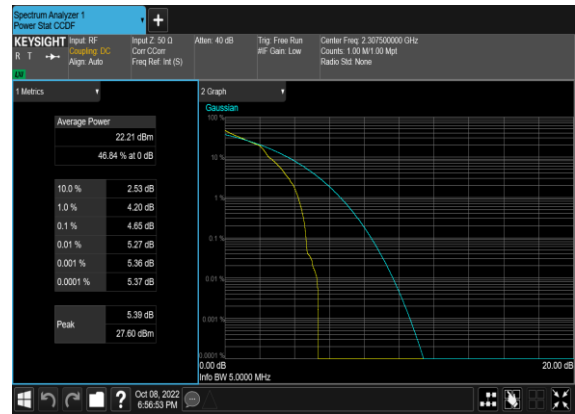 Spectrum Analyzer 1
Power Stat CCDF
KEYSIGHT
R T
LXI
Input: RF
Coupling: DC
Align: Auto
Input Z: 50 Ω
Corr CCorr
Freq Ref: Int (S)
Atten: 40 dB
Trig: Free Run
#IF Gain: Low
Center Freq: 2.307500000 GHz
Counts: 1.00 M/1.00 Mpt
Radio Std: None
1 Metrics
Average Power
22.21 dBm
46.84 % at 0 dB
10.0 % 2.53 dB
1.0 % 4.20 dB
0.1 % 4.65 dB
0.01 % 5.27 dB
0.001 % 5.36 dB
0.0001 % 5.37 dB
Peak
5.39 dB
27.60 dBm
2 Graph
Gaussian
100 %
10 %
1 %
0.1 %
0.01 %
0.001 %
0.0001 %
0.00 dB 20.00 dB
Info BW 5.0000 MHz
?
Oct 08, 2022
6:56:53 PM